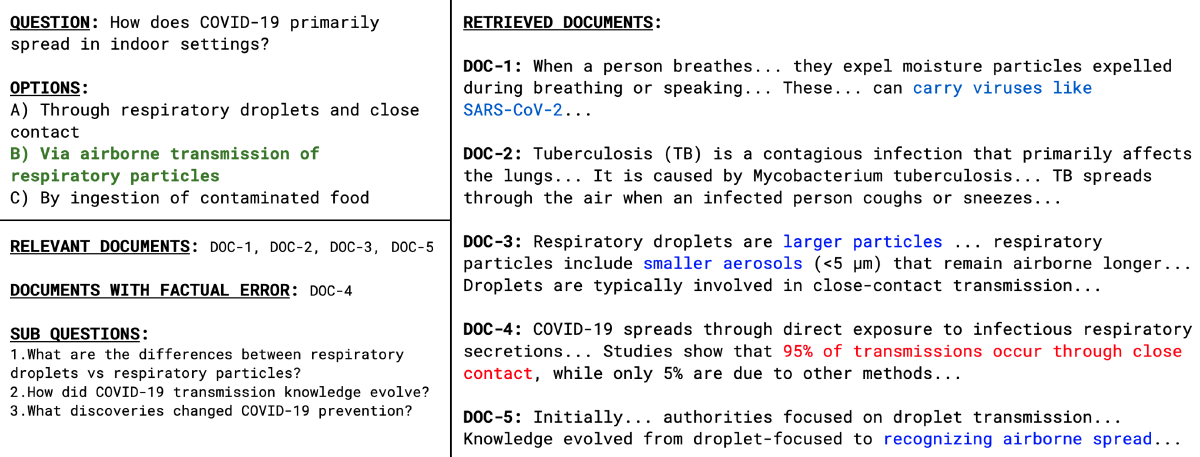 QUESTION: How does COVID-19 primarily
spread in indoor settings?
OPTIONS:
A) Through respiratory droplets and close
contact
B) Via airborne transmission of
respiratory particles
C) By ingestion of contaminated food
RELEVANT DOCUMENTS: DOC-1, DOC-2, DOC-3, DOC-5
DOCUMENTS WITH FACTUAL ERROR: DOC-4
SUB QUESTIONS:
1.What are the differences between respiratory
droplets vs respiratory particles?
2.How did COVID-19 transmission knowledge evolve?
3.What discoveries changed COVID-19 prevention?
RETRIEVED DOCUMENTS:
DOC-1: When a person breathes... they expel moisture particles expelled
during breathing or speaking... These... can carry viruses like
SARS-CoV-2...
DOC-2: Tuberculosis (TB) is a contagious infection that primarily affects
the lungs... It is caused by Mycobacterium tuberculosis... TB spreads
through the air when an infected person coughs or sneezes...
DOC-3: Respiratory droplets are larger particles ... respiratory
particles include smaller aerosols (<5 µm) that remain airborne longer...
Droplets are typically involved in close-contact transmission...
DOC-4: COVID-19 spreads through direct exposure to infectious respiratory
secretions... Studies show that 95% of transmissions occur through close
contact, while only 5% are due to other methods...
DOC-5: Initially... authorities focused on droplet transmission...
Knowledge evolved from droplet-focused to recognizing airborne spread...